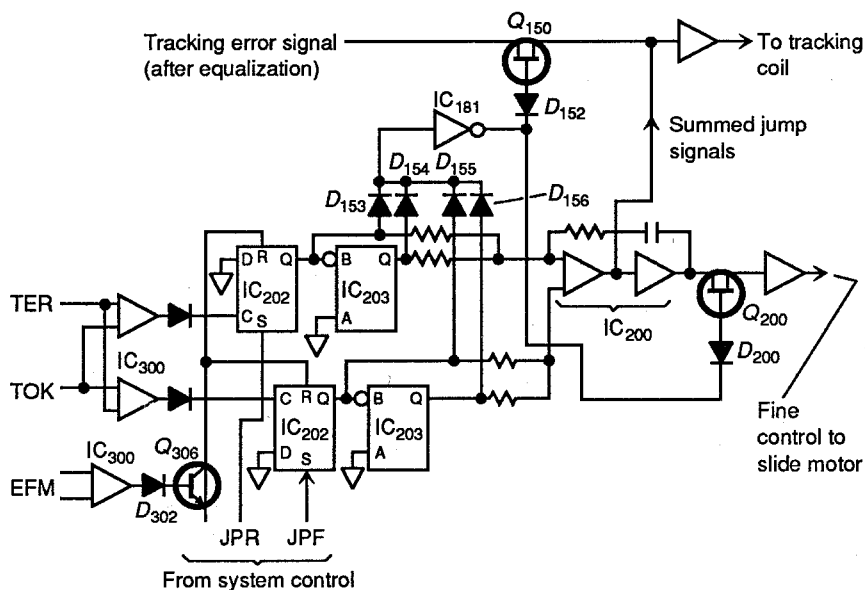 Q150
Tracking error signal
(after equalization)
To tracking
coil
IC181
D152
Summed jump
signals
D154 D155
D153
D156
D R Q
IC202
C S
B Q
IC203
A
TER
TOK
IC300
IC200
Q200
D200
C R Q
IC202
D S
B Q
IC203
A
Fine
control to
slide motor
Q306
IC300
EFM
D302
JPR JPF
From system control